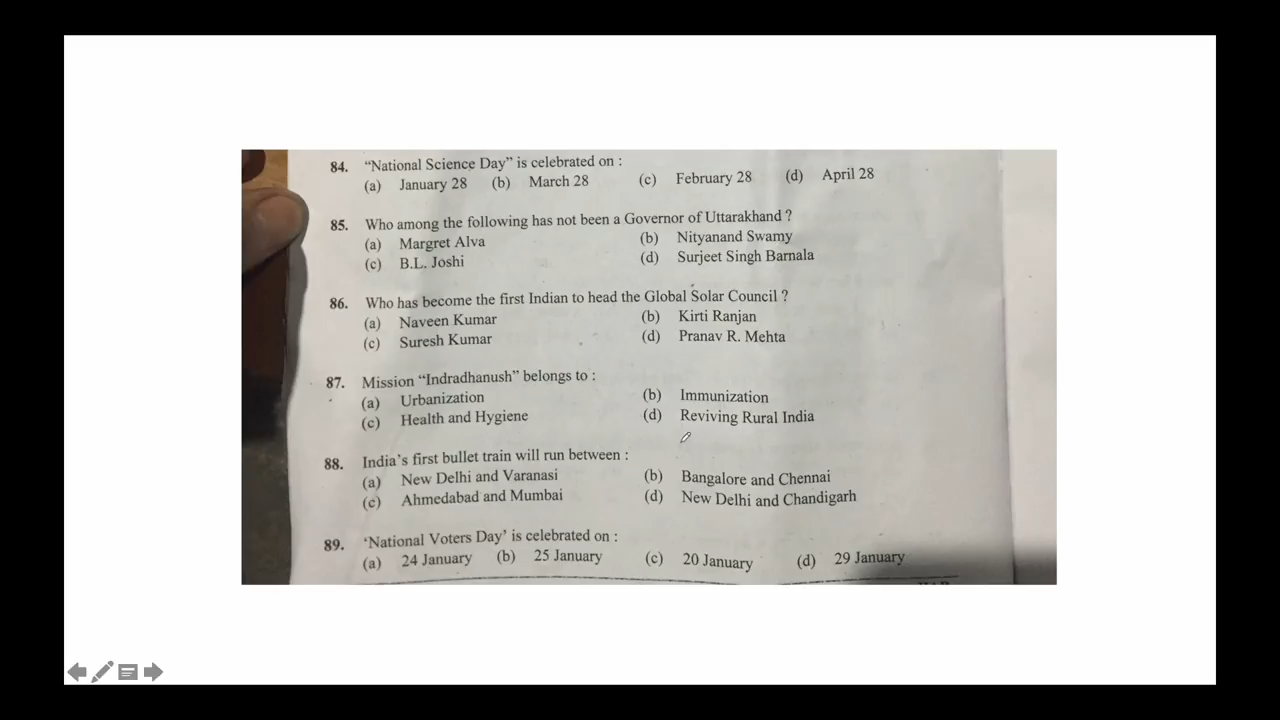 84. “National Science Day” is celebrated on :
(a) January 28 (b) March 28 (c) February 28 (d) April 28
85. Who among the following has not been a Governor of Uttarakhand ?
(a) Margret Alva (b) Nityanand Swamy
(c) B.L. Joshi (d) Surjeet Singh Barnala
86. Who has become the first Indian to head the Global Solar Council ?
(a) Naveen Kumar (b) Kirti Ranjan
(c) Suresh Kumar (d) Pranav R. Mehta
87. Mission “Indradhanush” belongs to :
(a) Urbanization (b) Immunization
(c) Health and Hygiene (d) Reviving Rural India
88. India’s first bullet train will run between :
(a) New Delhi and Varanasi (b) Bangalore and Chennai
(c) Ahmedabad and Mumbai (d) New Delhi and Chandigarh
89. ‘National Voters Day’ is celebrated on :
(a) 24 January (b) 25 January (c) 20 January (d) 29 January